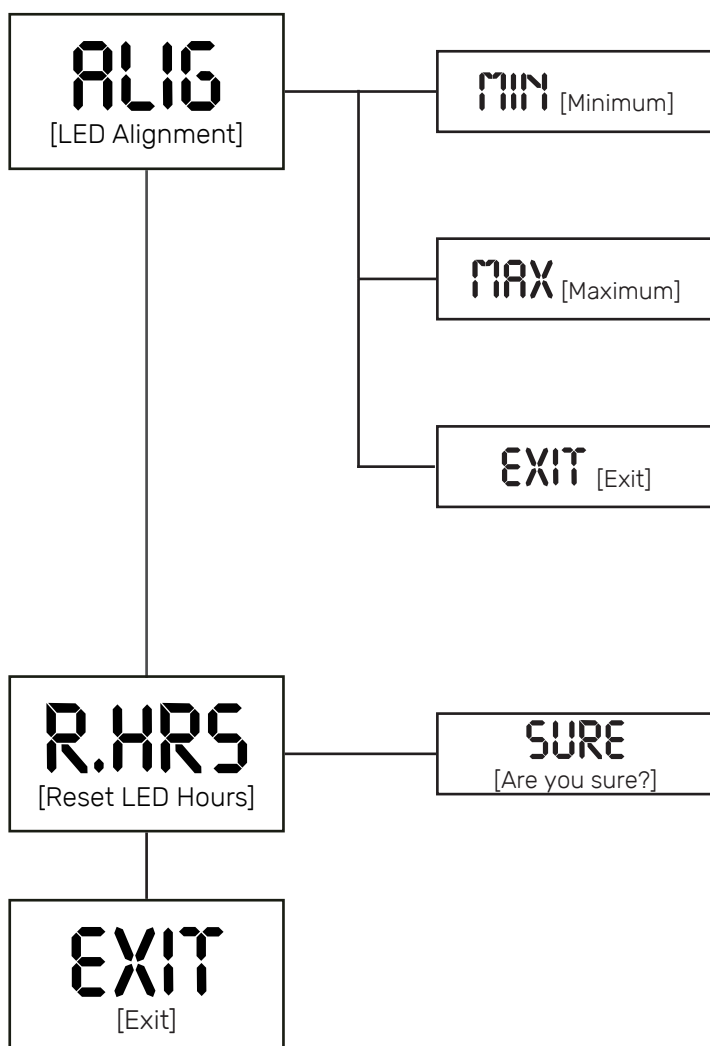 ALIG
[LED Alignment]
MIN [Minimum]
MAX [Maximum]
EXIT [Exit]
R.HRS
[Reset LED Hours]
SURE
[Are you sure?]
EXIT
[Exit]